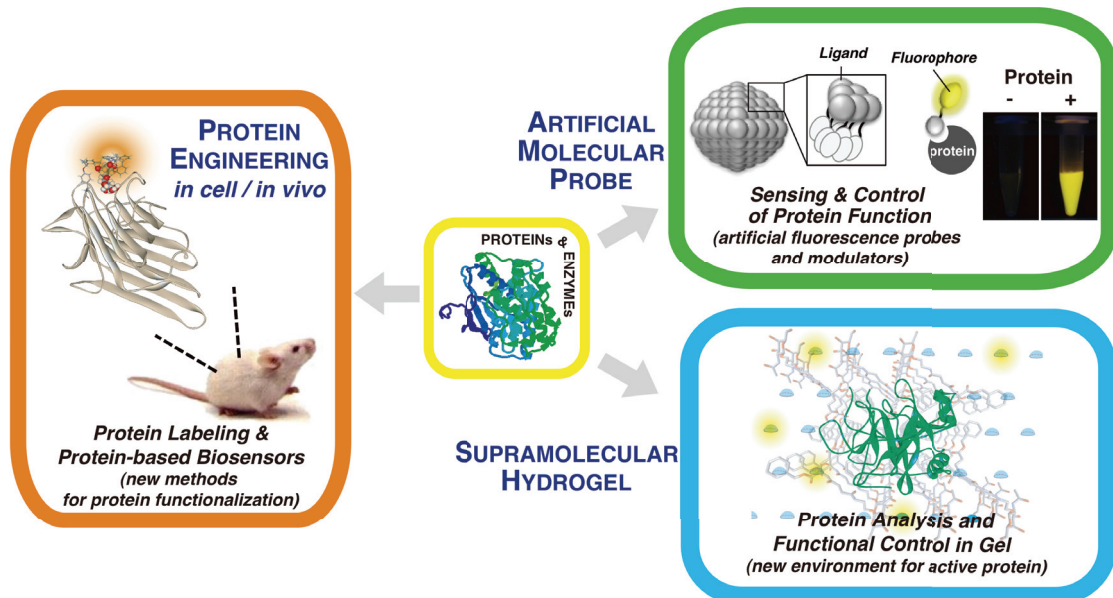 PROTEIN
ENGINEERING
in cell / in vivo
Protein Labeling &
Protein-based Biosensors
(new methods
for protein functionalization)
PROTEINs &
ENZYMEs
ARTIFICIAL
MOLECULAR
PROBE
Ligand
Fluorophore
protein
Protein
- +
Sensing & Control
of Protein Function
(artificial fluorescence probes
and modulators)
SUPRAMOLECULAR
HYDROGEL
Protein Analysis and
Functional Control in Gel
(new environment for active protein)